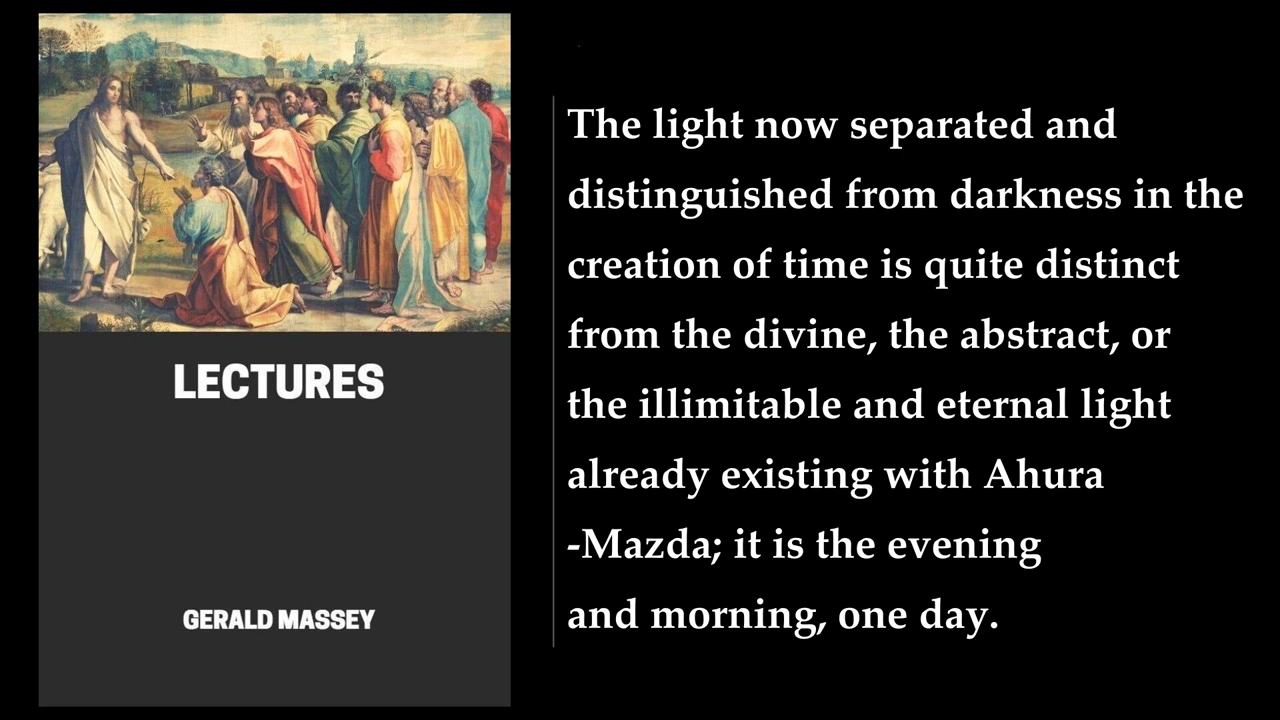 LECTURES
GERALD MASSEY
The light now separated and
distinguished from darkness in the
creation of time is quite distinct
from the divine, the abstract, or
the illimitable and eternal light
already existing with Ahura
-Mazda; it is the evening
and morning, one day.